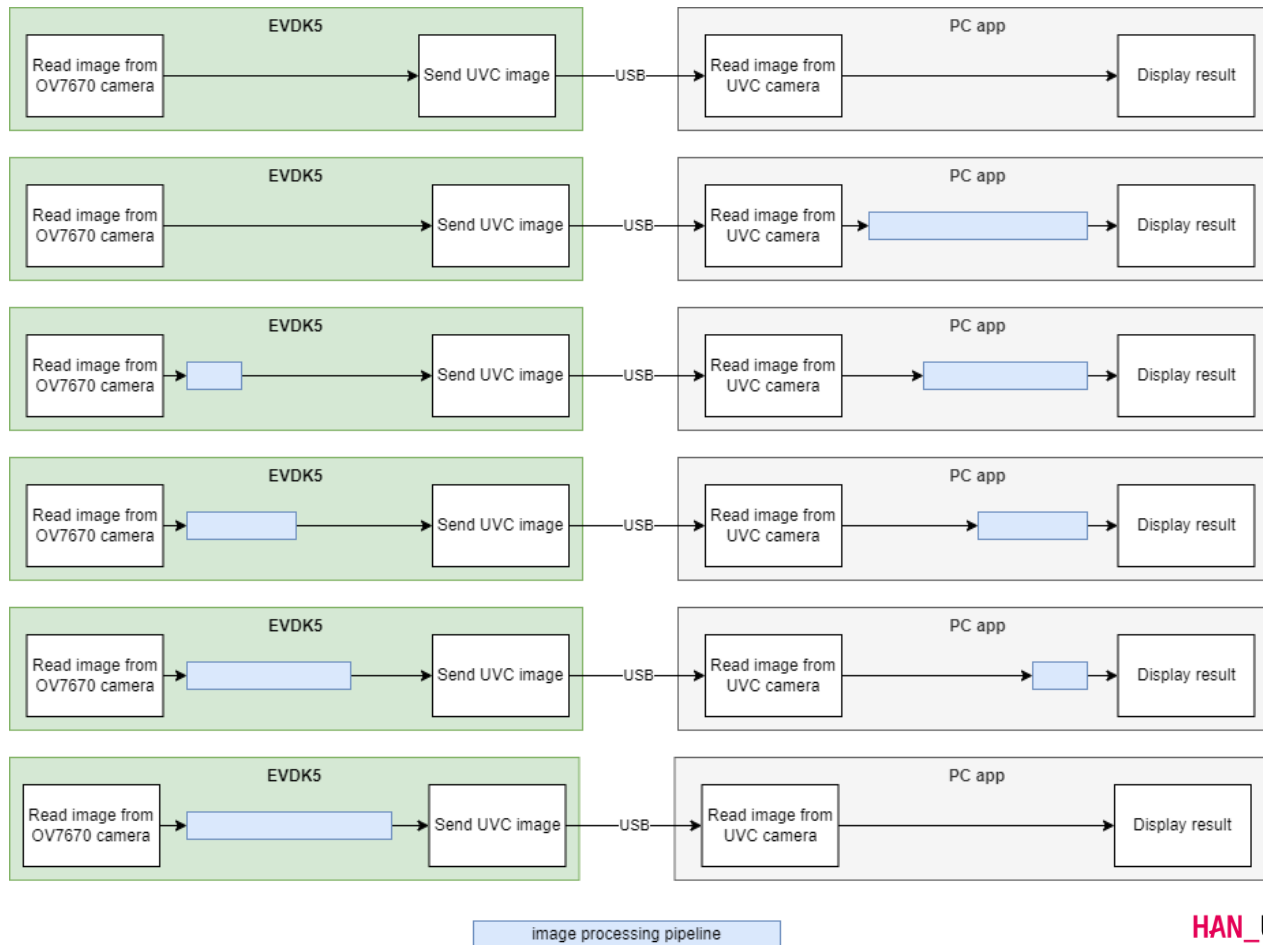 EVDK5
PC app
Read image from
OV7670 camera
Send UVC image
USB
Read image from
UVC camera
Display result
EVDK5
PC app
Read image from
OV7670 camera
Send UVC image
USB
Read image from
UVC camera
Display result
EVDK5
PC app
Read image from
OV7670 camera
Send UVC image
USB
Read image from
UVC camera
Display result
EVDK5
PC app
Read image from
OV7670 camera
Send UVC image
USB
Read image from
UVC camera
Display result
EVDK5
PC app
Read image from
OV7670 camera
Send UVC image
USB
Read image from
UVC camera
Display result
EVDK5
PC app
Read image from
OV7670 camera
Send UVC image
USB
Read image from
UVC camera
Display result
image processing pipeline
HAN_